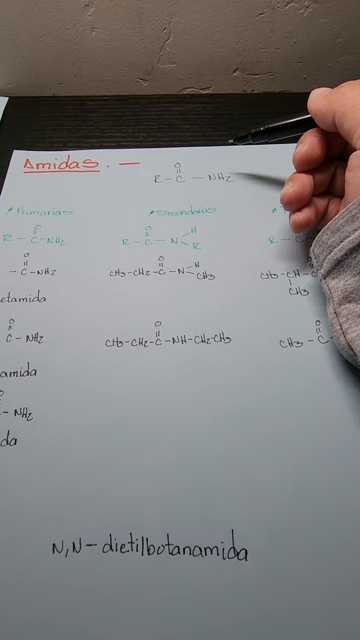 Amidas. —
O
R — C — NH2
Primarias
Secundarias
O
R - C - NH2
O H
R - C - N - R
R - C
O
- C - NH2
O H
CH3 - CH2 - C - N - CH3
CH3 - CH - C
CH3
etamida
O
C - NH2
O
CH3 - CH2 - C - NH - CH2 - CH3
O
CH3 - C
amida
O
C - NH2
da
N,N - dietilbotanamida